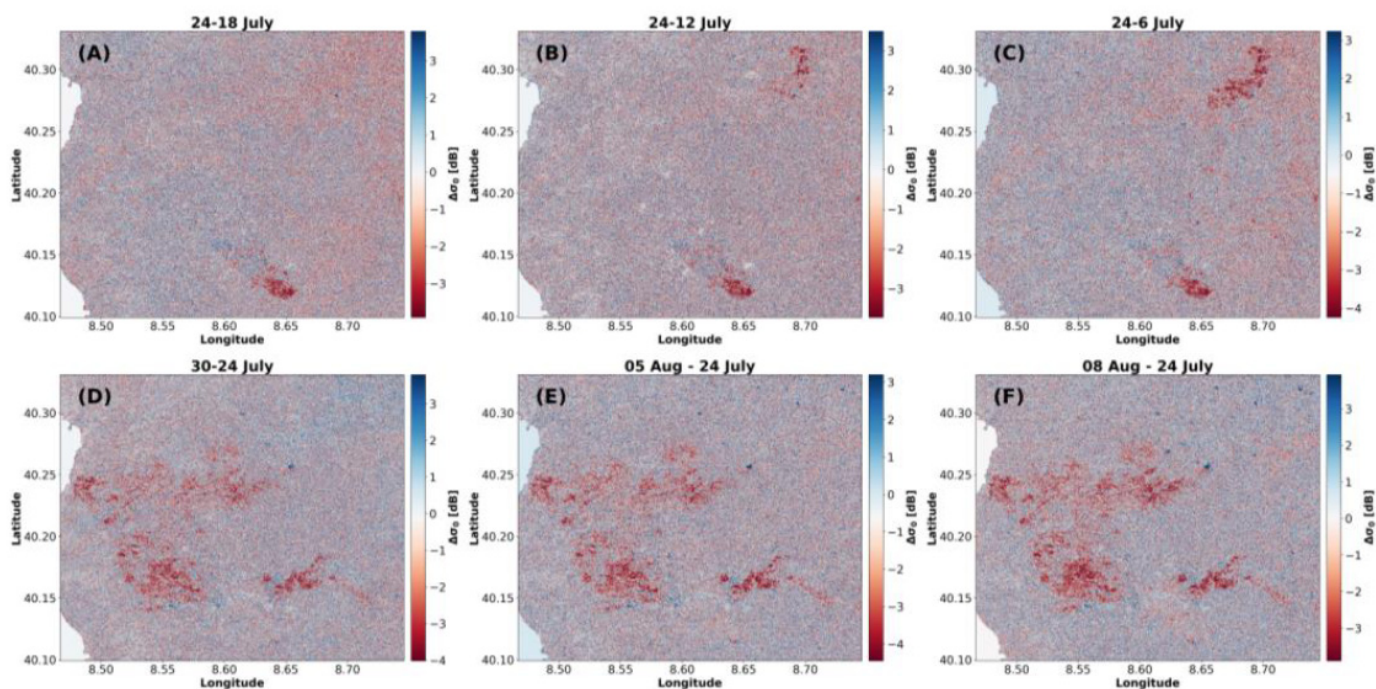 24-18 July
24-12 July
24-6 July
(A)
(B)
(C)
40.30
40.25
40.20
40.15
40.10
Latitude
8.50 8.55 8.60 8.65 8.70
Longitude
3
2
1
0
−1
−2
−3
Δσ₀ [dB]
40.30
40.25
40.20
40.15
40.10
Latitude
8.50 8.55 8.60 8.65 8.70
Longitude
3
2
1
0
−1
−2
−3
Δσ₀ [dB]
40.30
40.25
40.20
40.15
40.10
Latitude
8.50 8.55 8.60 8.65 8.70
Longitude
3
2
1
0
−1
−2
−3
−4
Δσ₀ [dB]
30-24 July
05 Aug - 24 July
08 Aug - 24 July
(D)
(E)
(F)
40.30
40.25
40.20
40.15
40.10
Latitude
8.50 8.55 8.60 8.65 8.70
Longitude
3
2
1
0
−1
−2
−3
−4
Δσ₀ [dB]
40.30
40.25
40.20
40.15
40.10
Latitude
8.50 8.55 8.60 8.65 8.70
Longitude
3
2
1
0
−1
−2
−3
−4
Δσ₀ [dB]
40.30
40.25
40.20
40.15
40.10
Latitude
8.50 8.55 8.60 8.65 8.70
Longitude
3
2
1
0
−1
−2
−3
Δσ₀ [dB]